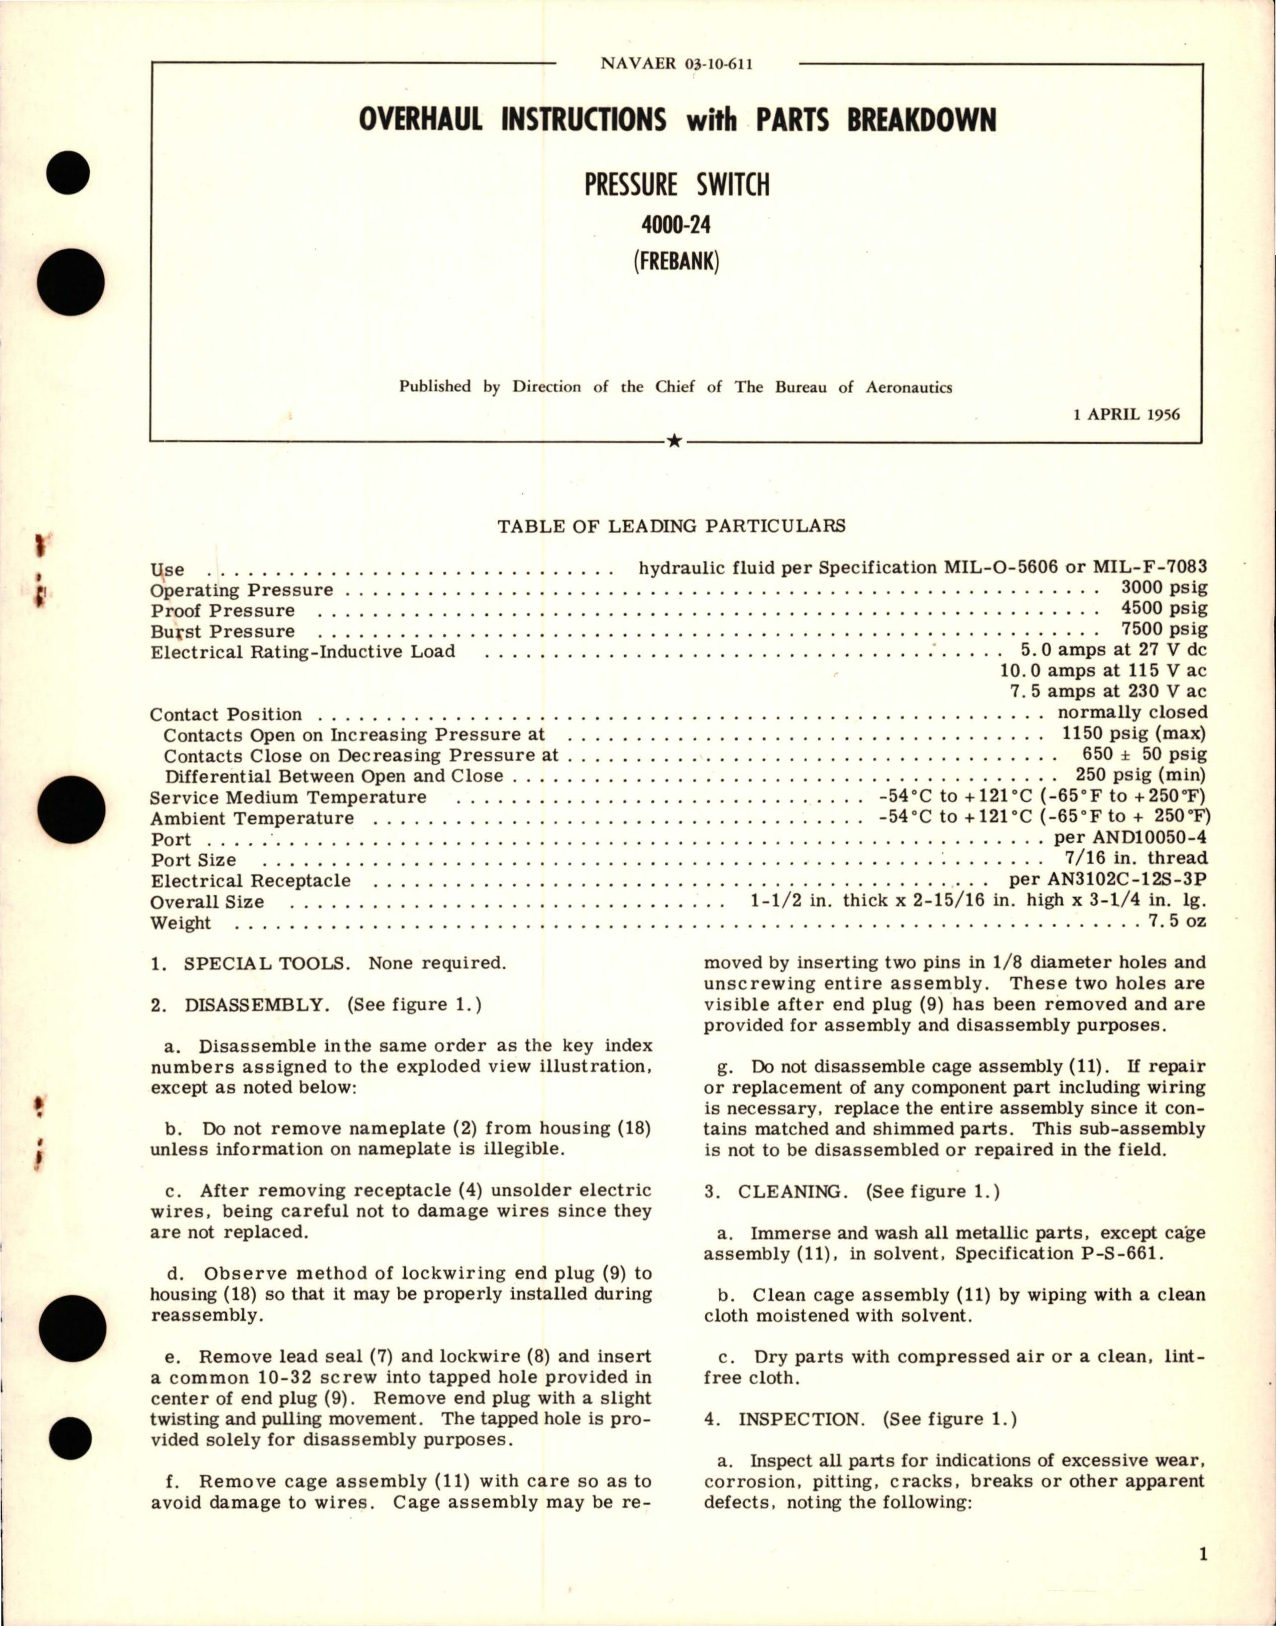 NAVAER 03-10-611
OVERHAUL INSTRUCTIONS with PARTS BREAKDOWN
PRESSURE SWITCH
4000-24
(FREBANK)
Published by Direction of the Chief of The Bureau of Aeronautics
1 APRIL 1956
TABLE OF LEADING PARTICULARS
Use . . . . . hydraulic fluid per Specification MIL-O-5606 or MIL-F-7083
Operating Pressure . . . . . 3000 psig
Proof Pressure . . . . . 4500 psig
Burst Pressure . . . . . 7500 psig
Electrical Rating-Inductive Load . . . . . 5.0 amps at 27 V dc
10.0 amps at 115 V ac
7.5 amps at 230 V ac
Contact Position . . . . . normally closed
Contacts Open on Increasing Pressure at . . . . . 1150 psig (max)
Contacts Close on Decreasing Pressure at . . . . . 650 ± 50 psig
Differential Between Open and Close . . . . . 250 psig (min)
Service Medium Temperature . . . . . -54°C to +121°C (-65°F to +250°F)
Ambient Temperature . . . . . -54°C to +121°C (-65°F to + 250°F)
Port . . . . . per AND10050-4
Port Size . . . . . 7/16 in. thread
Electrical Receptacle . . . . . per AN3102C-12S-3P
Overall Size . . . . . 1-1/2 in. thick x 2-15/16 in. high x 3-1/4 in. lg.
Weight . . . . . 7.5 oz
1. SPECIAL TOOLS. None required.
2. DISASSEMBLY. (See figure 1.)
a. Disassemble in the same order as the key index
numbers assigned to the exploded view illustration,
except as noted below:
b. Do not remove nameplate (2) from housing (18)
unless information on nameplate is illegible.
c. After removing receptacle (4) unsolder electric
wires, being careful not to damage wires since they
are not replaced.
d. Observe method of lockwiring end plug (9) to
housing (18) so that it may be properly installed during
reassembly.
e. Remove lead seal (7) and lockwire (8) and insert
a common 10-32 screw into tapped hole provided in
center of end plug (9). Remove end plug with a slight
twisting and pulling movement. The tapped hole is pro-
vided solely for disassembly purposes.
f. Remove cage assembly (11) with care so as to
avoid damage to wires. Cage assembly may be re-
moved by inserting two pins in 1/8 diameter holes and
unscrewing entire assembly. These two holes are
visible after end plug (9) has been removed and are
provided for assembly and disassembly purposes.
g. Do not disassemble cage assembly (11). If repair
or replacement of any component part including wiring
is necessary, replace the entire assembly since it con-
tains matched and shimmed parts. This sub-assembly
is not to be disassembled or repaired in the field.
3. CLEANING. (See figure 1.)
a. Immerse and wash all metallic parts, except cage
assembly (11), in solvent, Specification P-S-661.
b. Clean cage assembly (11) by wiping with a clean
cloth moistened with solvent.
c. Dry parts with compressed air or a clean, lint-
free cloth.
4. INSPECTION. (See figure 1.)
a. Inspect all parts for indications of excessive wear,
corrosion, pitting, cracks, breaks or other apparent
defects, noting the following:
1